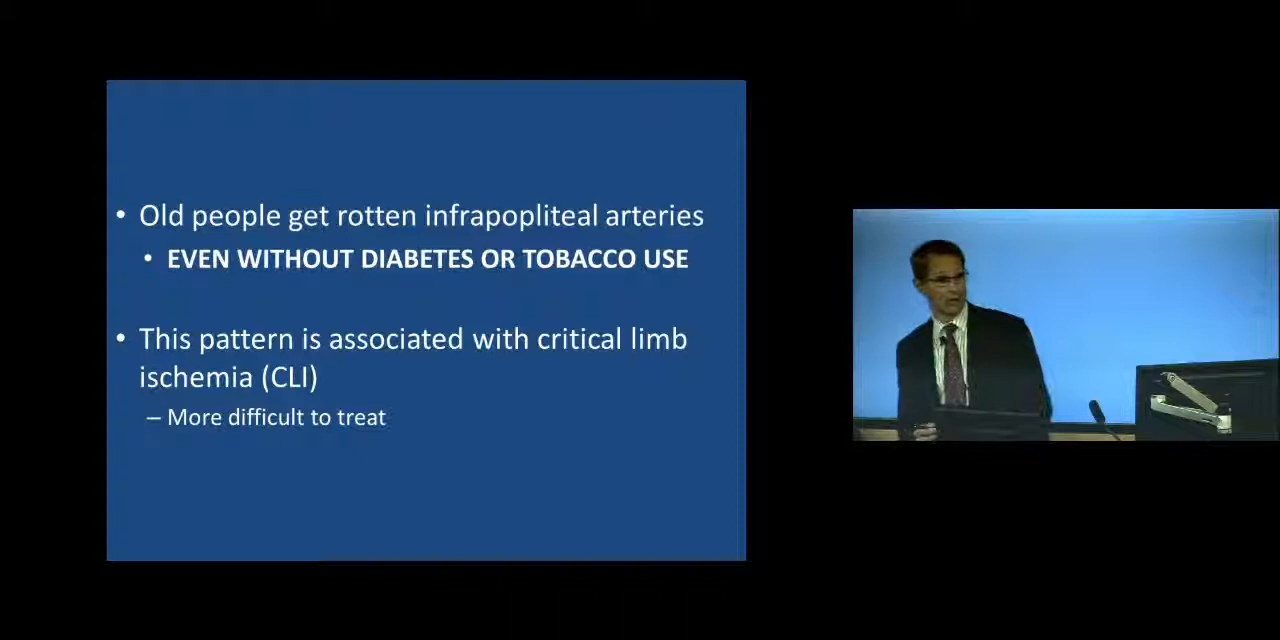 • Old people get rotten infrapopliteal arteries
• EVEN WITHOUT DIABETES OR TOBACCO USE
• This pattern is associated with critical limb
ischemia (CLI)
– More difficult to treat